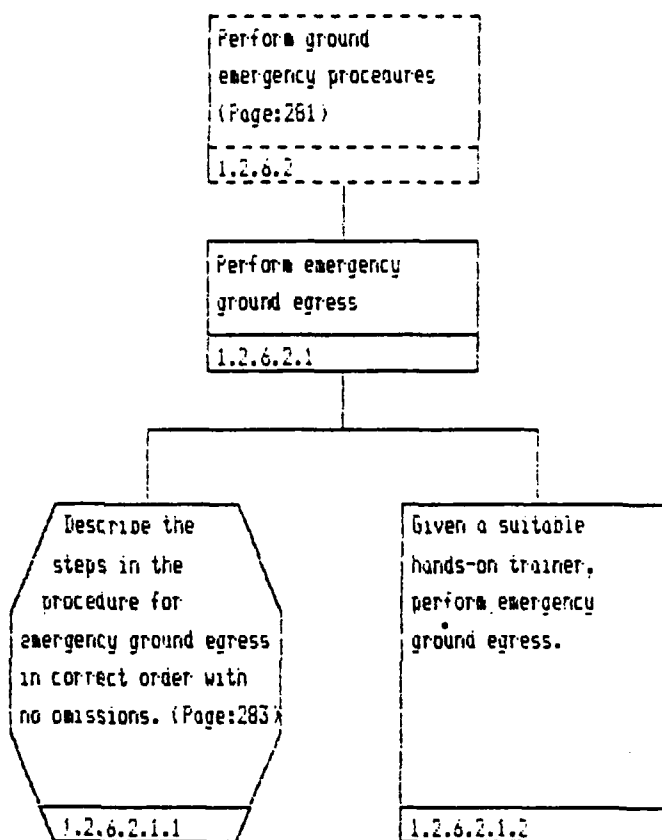 Perform ground
emergency procedures
(Page:281)
1.2.6.2
Perform emergency
ground egress
1.2.6.2.1
Describe the
steps in the
procedure for
emergency ground egress
in correct order with
no omissions. (Page:283)
1.2.6.2.1.1
Given a suitable
hands-on trainer,
perform emergency
ground egress.
1.2.6.2.1.2